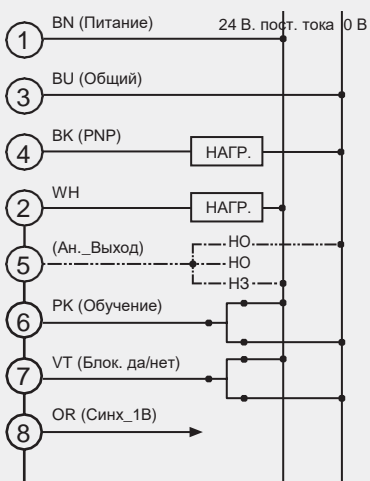 BN (Питание) 24 В. пост. тока 0 В
1
BU (Общий)
3
BK (PNP)
4 НАГР.
WH
2 НАГР.
(Ан._Выход) НО
5 НО
НЗ
PK (Обучение)
6
VT (Блок. да/нет)
7
OR (Синх_1В)
8